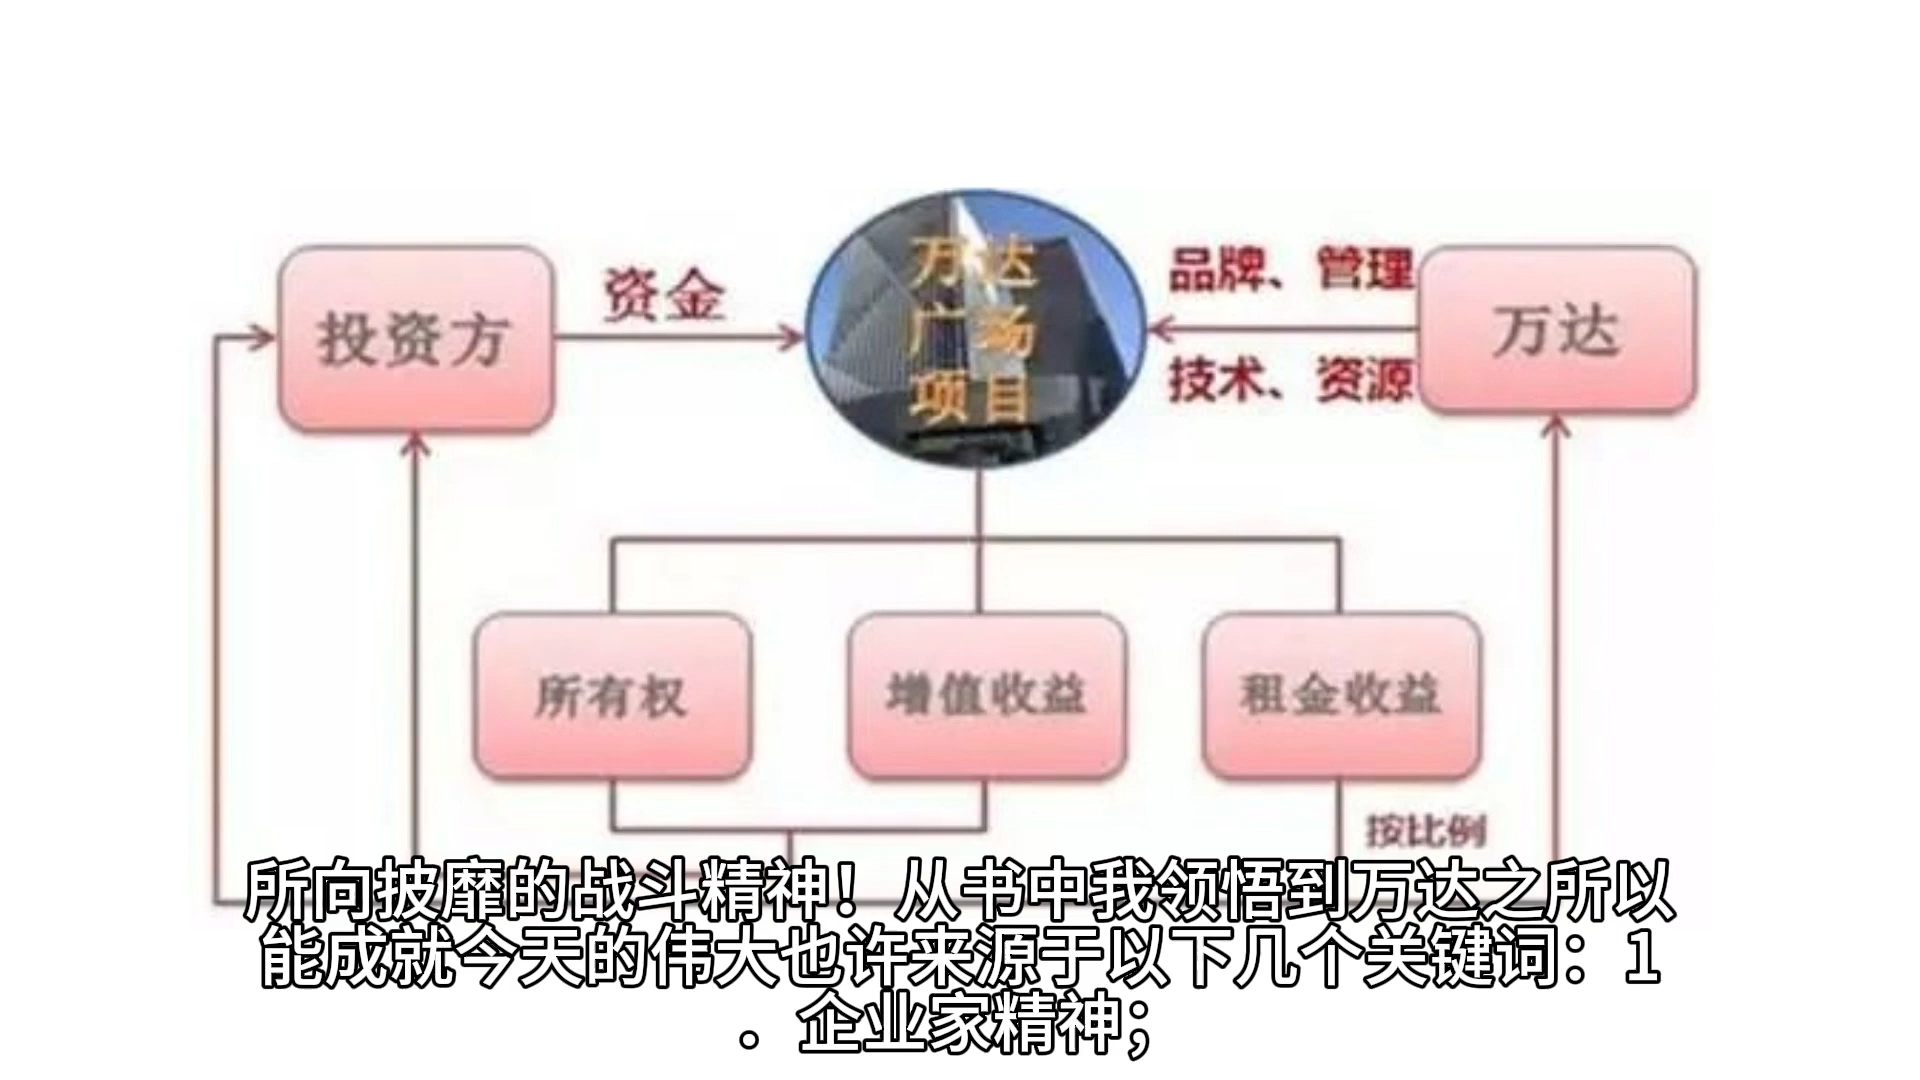 投资方
资金
万达
广场
项目
品牌、管理
技术、资源
万达
所有权
增值收益
租金收益
按比例
所向披靡的战斗精神！从书中我领悟到万达之所以
能成就今天的伟大也许来源于以下几个关键词：1
。企业家精神；